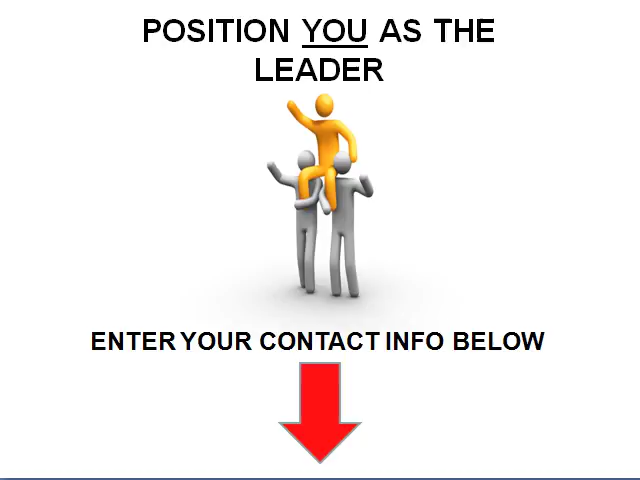 POSITION YOU AS THE
LEADER
ENTER YOUR CONTACT INFO BELOW